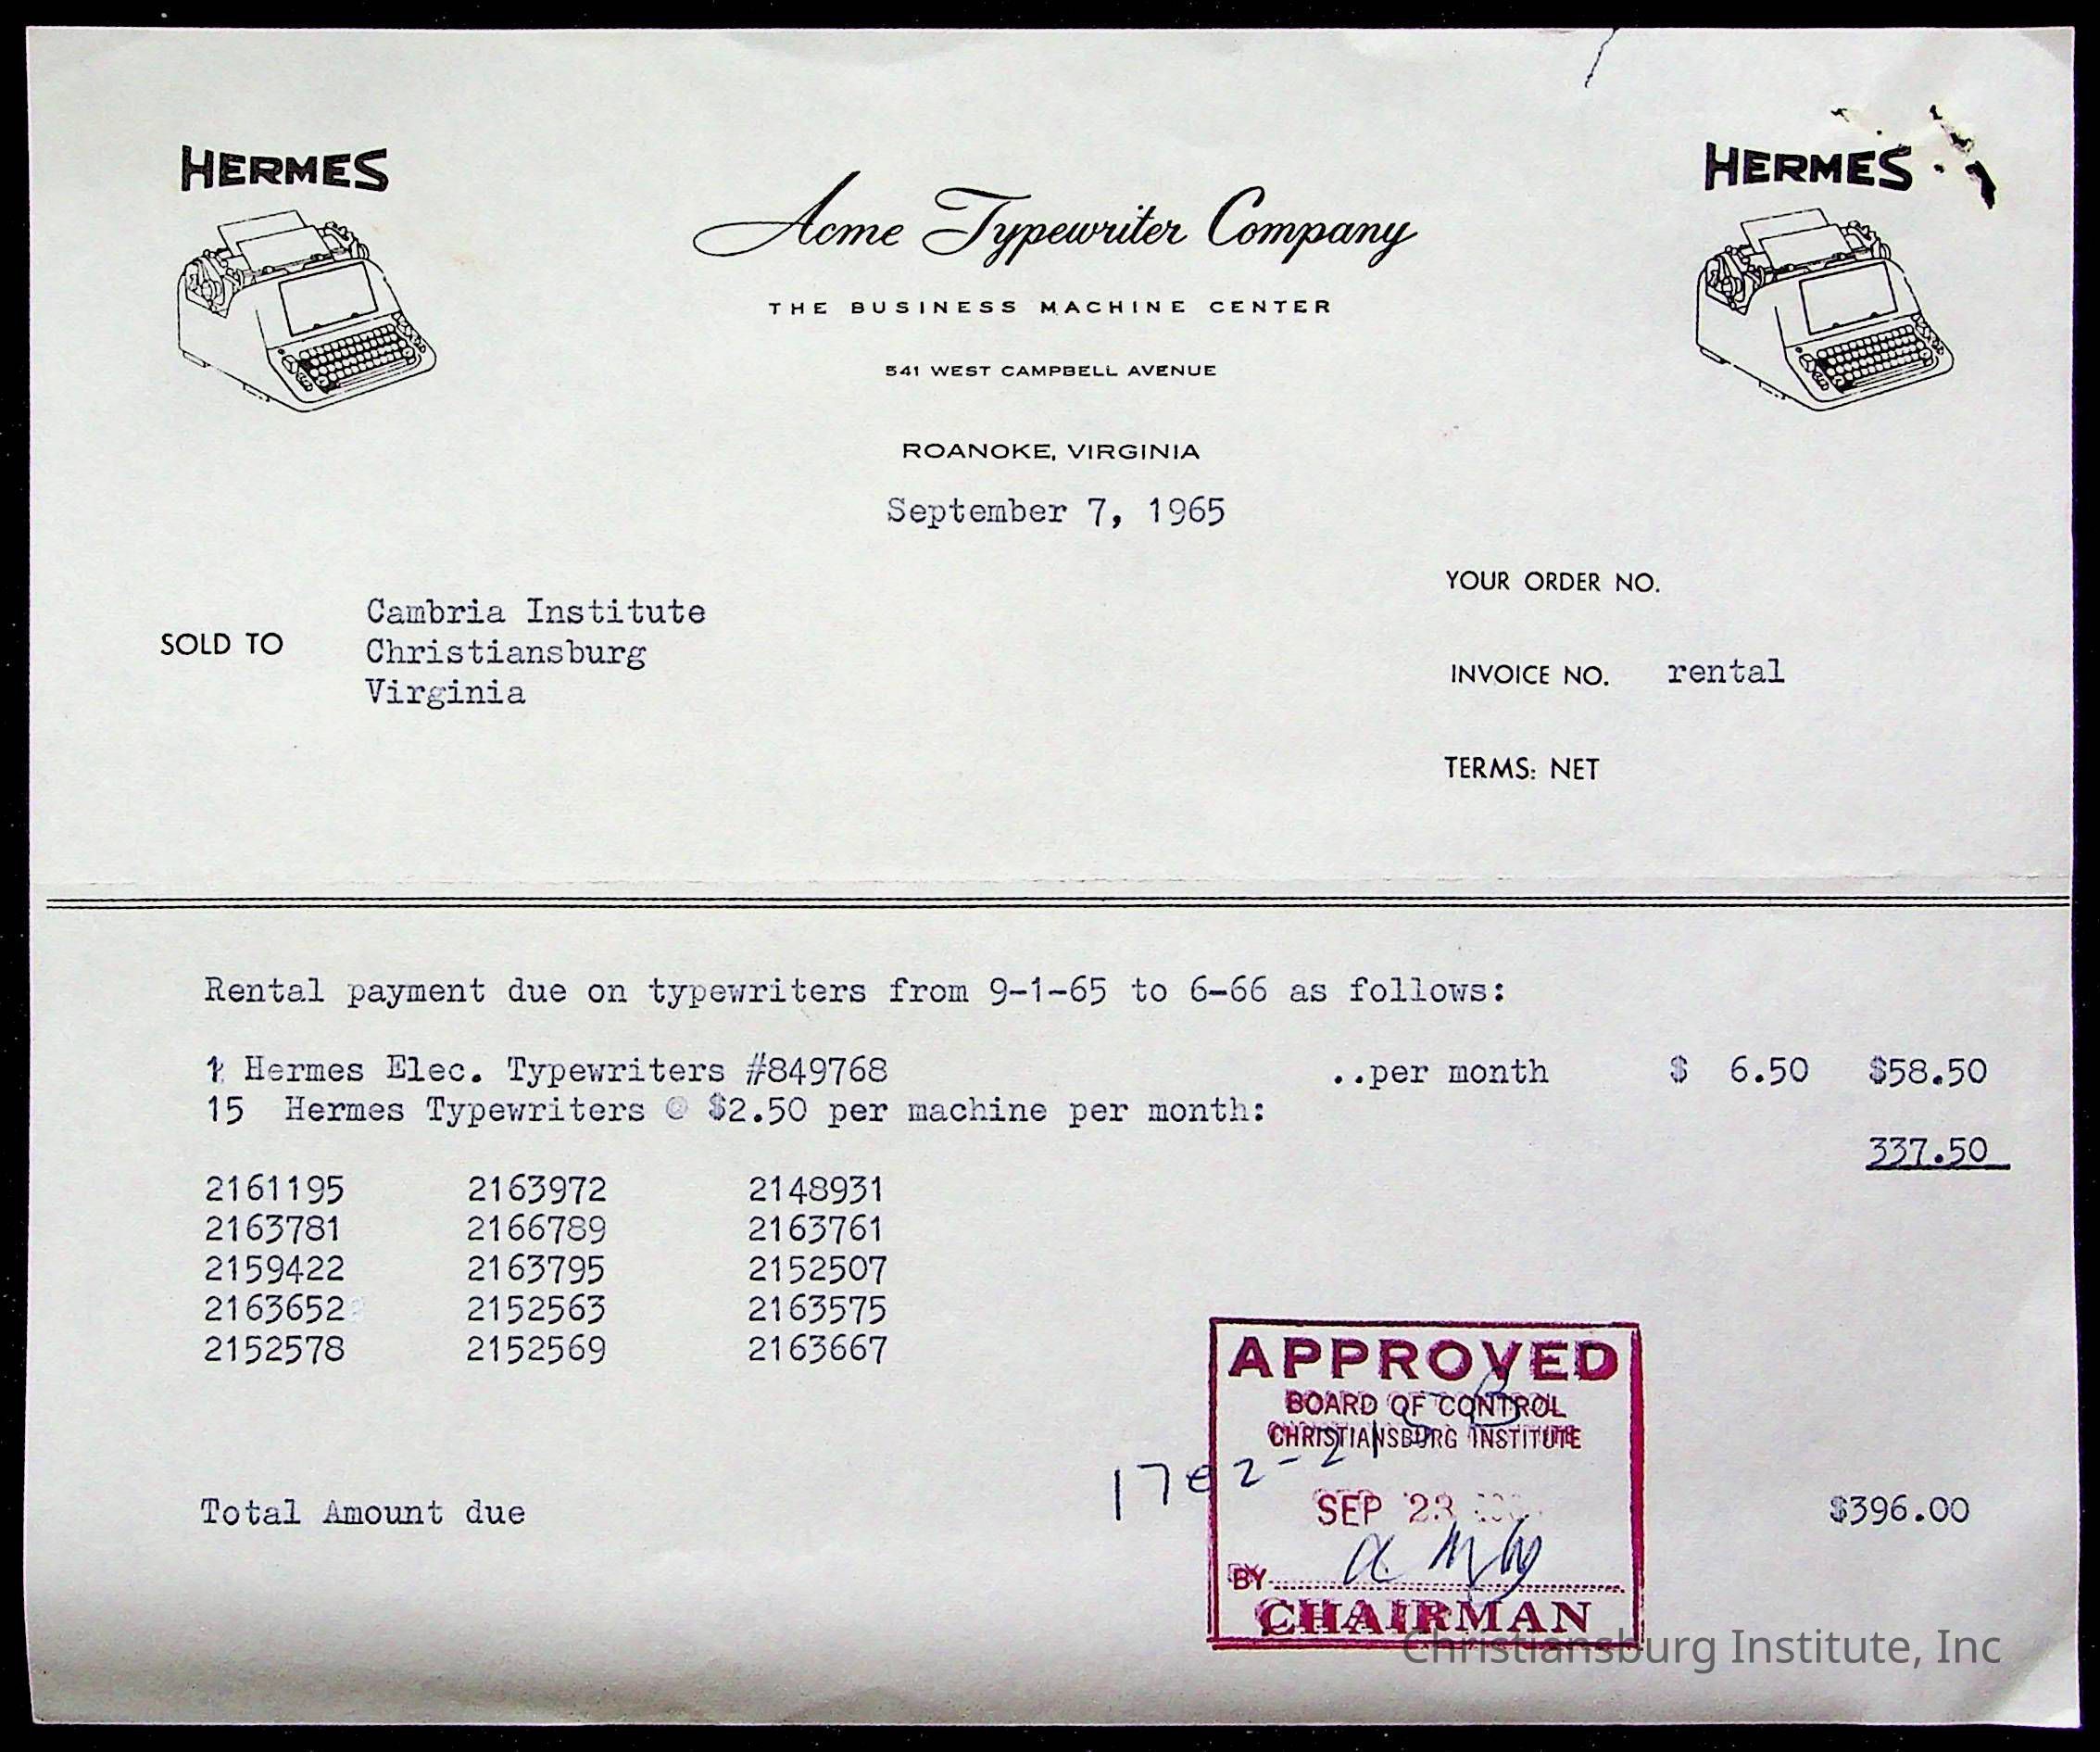 HERMES
HERMES
Acme Typewriter Company
THE BUSINESS MACHINE CENTER
541 WEST CAMPBELL AVENUE
ROANOKE, VIRGINIA
September 7, 1965
YOUR ORDER NO.
SOLD TO
Cambria Institute
Christiansburg
Virginia
INVOICE NO. rental
TERMS: NET
Rental payment due on typewriters from 9-1-65 to 6-66 as follows:
1 Hermes Elec. Typewriters #849768 ..per month $ 6.50 $58.50
15 Hermes Typewriters @ $2.50 per machine per month:
337.50
2161195 2163972 2148931
2163781 2166789 2163761
2159422 2163795 2152507
2163652 2152563 2163575
2152578 2152569 2163667
APPROVED
BOARD OF CONTROL
CHRISTIANSBURG INSTITUTE
SEP 23
BY
CHAIRMAN
Total Amount due $396.00
Christiansburg Institute, Inc